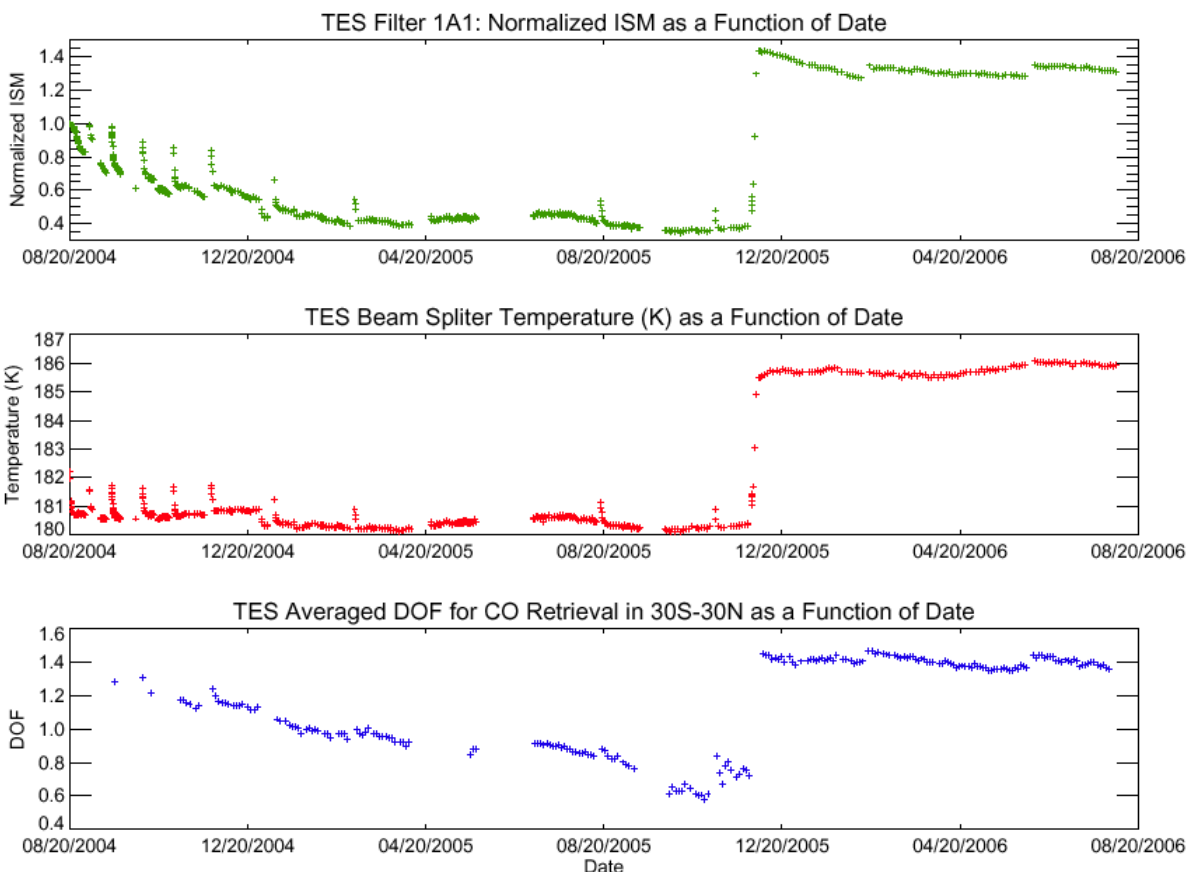 TES Filter 1A1: Normalized ISM as a Function of Date
Normalized ISM
1.4
1.2
1.0
0.8
0.6
0.4
08/20/2004 12/20/2004 04/20/2005 08/20/2005 12/20/2005 04/20/2006 08/20/2006
TES Beam Spliter Temperature (K) as a Function of Date
Temperature (K)
187
186
185
184
183
182
181
180
08/20/2004 12/20/2004 04/20/2005 08/20/2005 12/20/2005 04/20/2006 08/20/2006
TES Averaged DOF for CO Retrieval in 30S-30N as a Function of Date
DOF
1.6
1.4
1.2
1.0
0.8
0.6
0.4
08/20/2004 12/20/2004 04/20/2005 08/20/2005 12/20/2005 04/20/2006 08/20/2006
Date